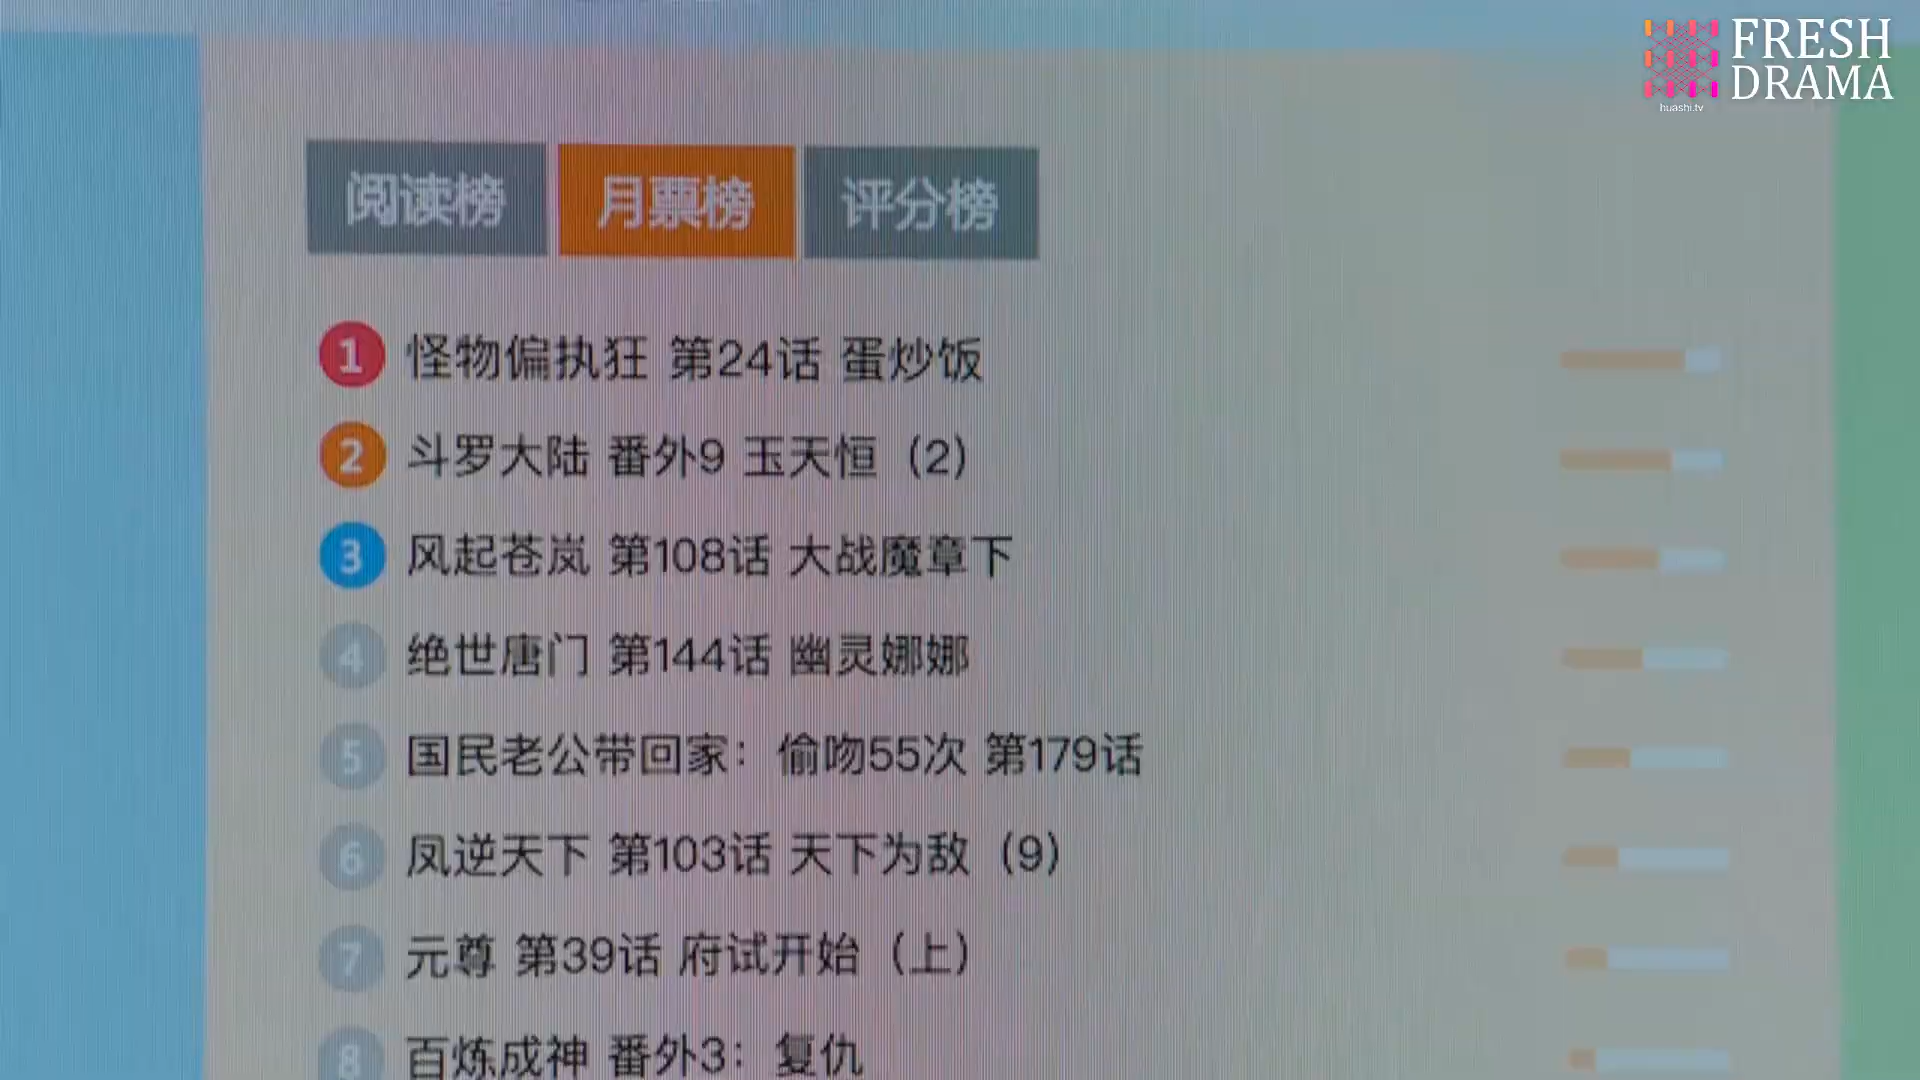 FRESH
DRAMA
huashi.tv
阅读榜 月票榜 评分榜
1 怪物偏执狂 第24话 蛋炒饭
2 斗罗大陆 番外9 玉天恒（2）
3 风起苍岚 第108话 大战魔章下
4 绝世唐门 第144话 幽灵娜娜
5 国民老公带回家：偷吻55次 第179话
6 凤逆天下 第103话 天下为敌（9）
7 元尊 第39话 府试开始（上）
8 百炼成神 番外3：复仇